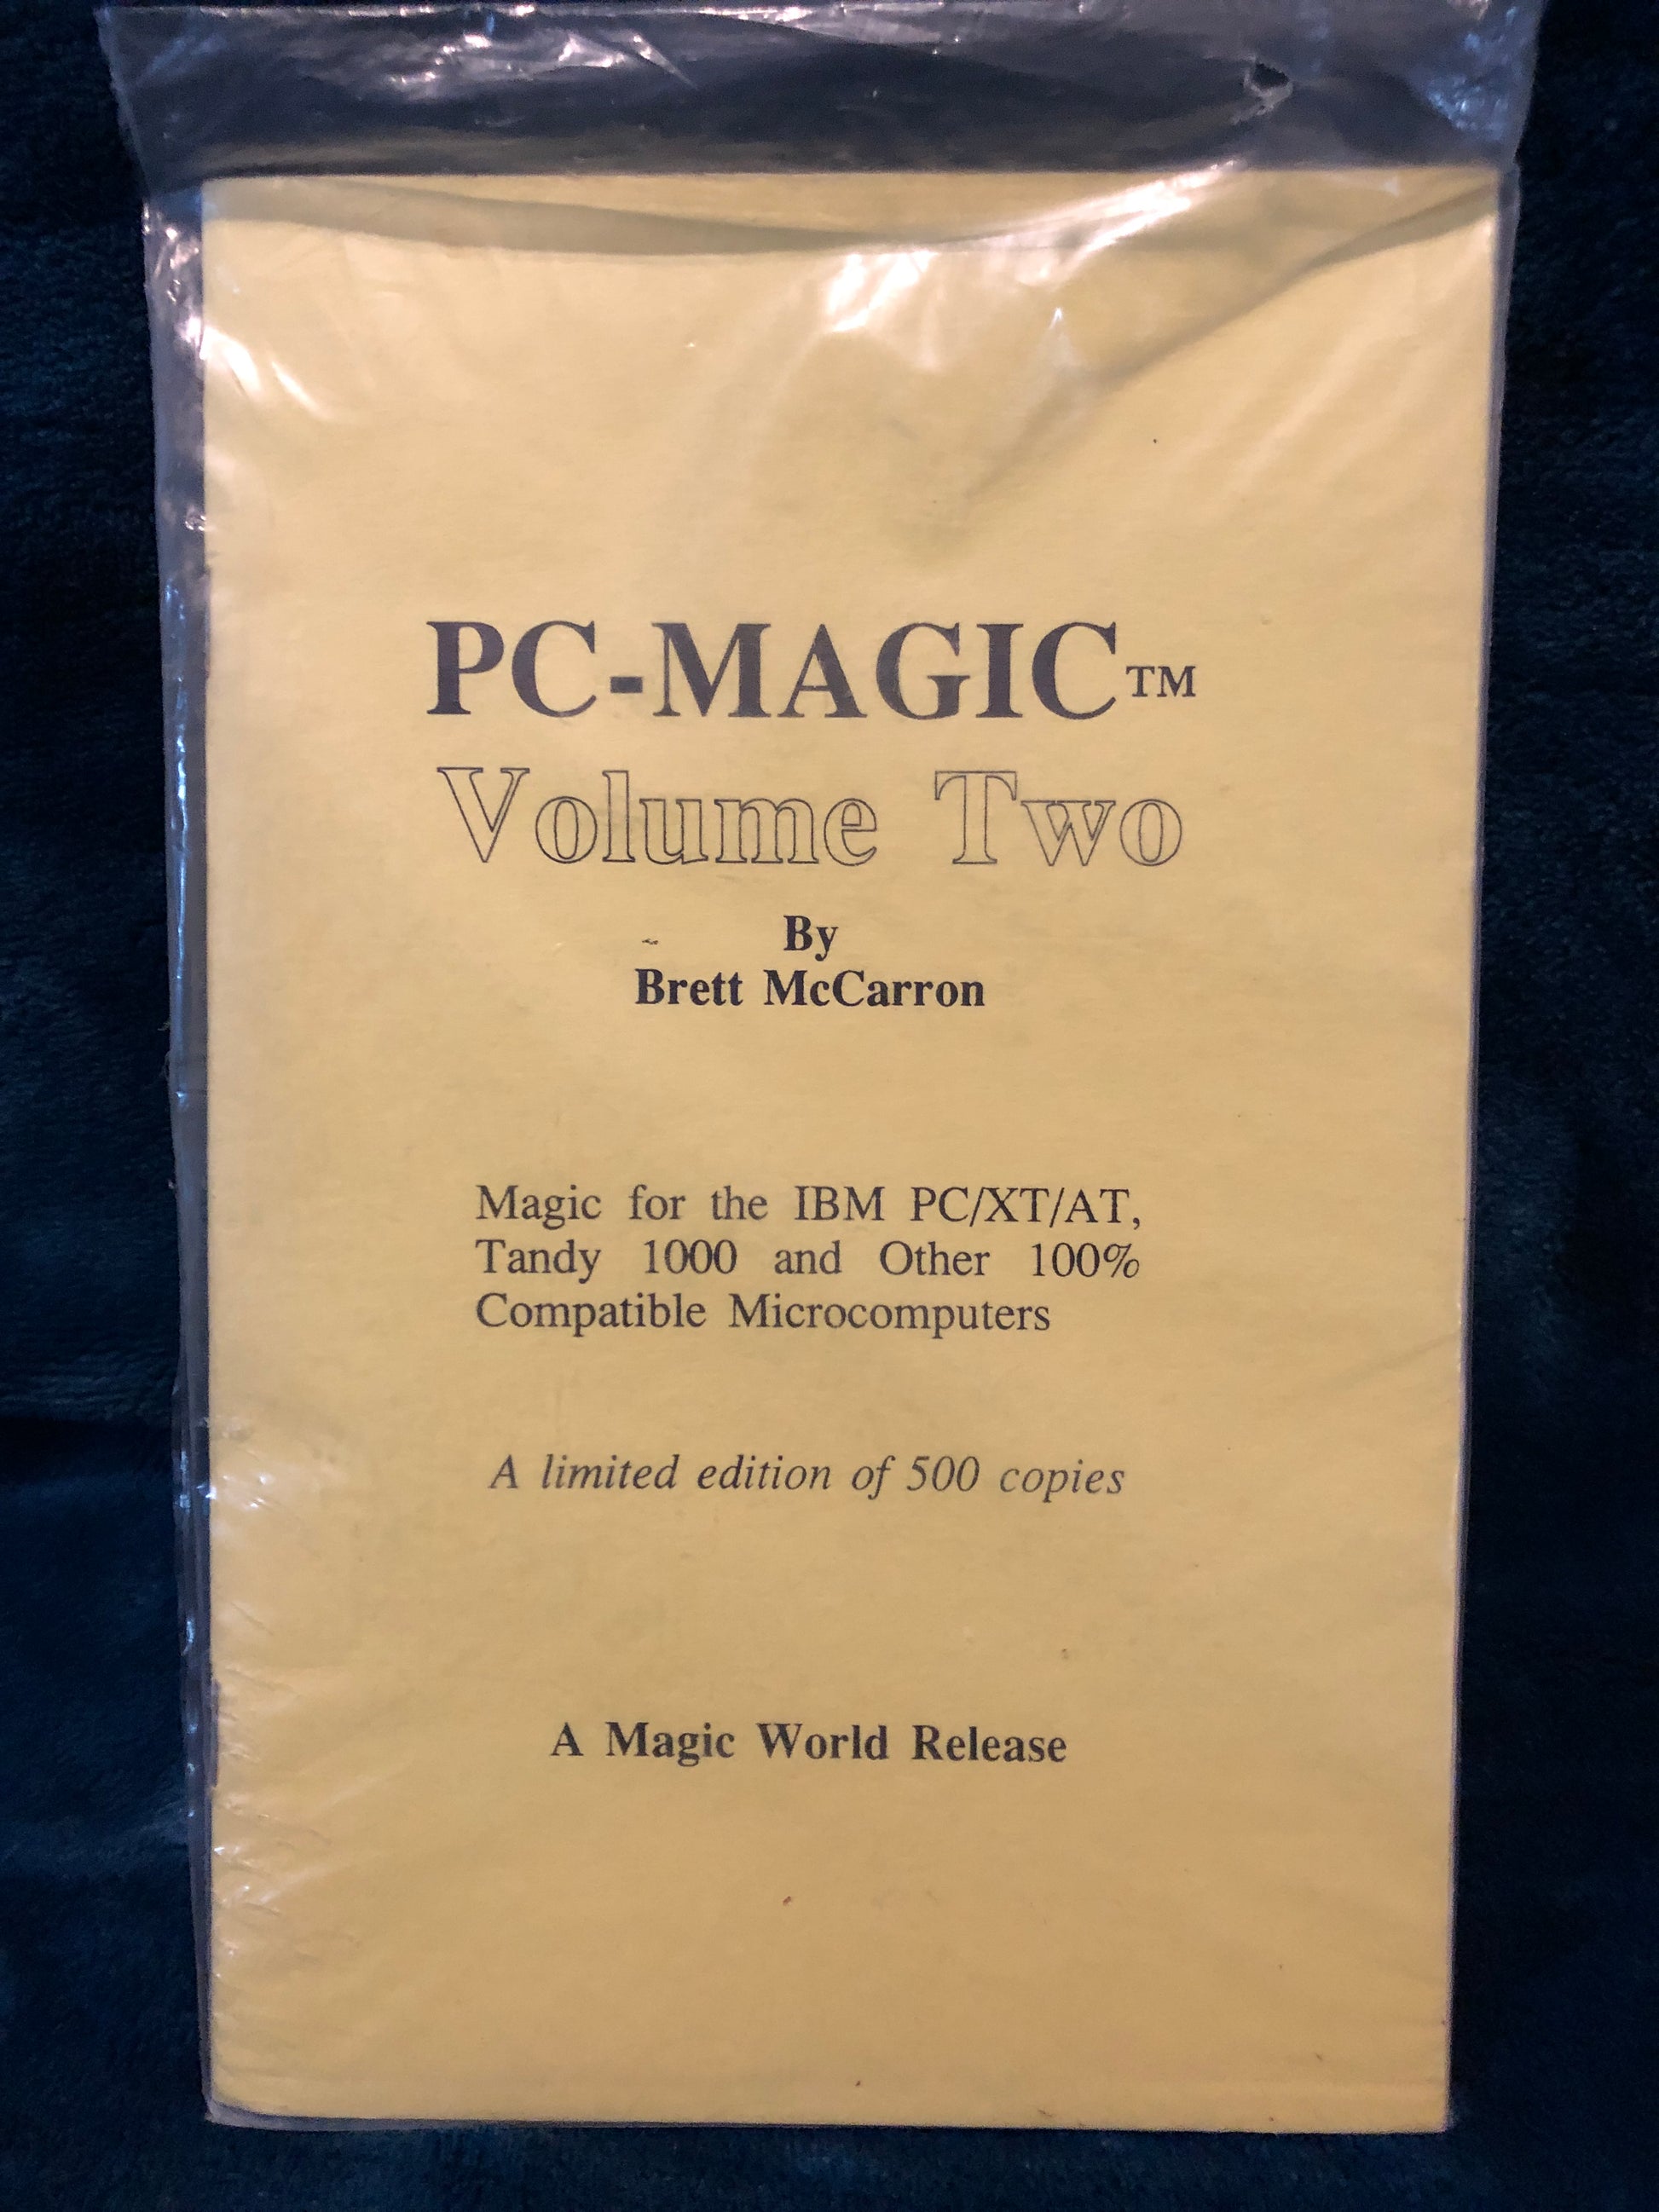 PC-MAGIC™
Volume Two
By
Brett McCarron
Magic for the IBM PC/XT/AT,
Tandy 1000 and Other 100%
Compatible Microcomputers
A limited edition of 500 copies
A Magic World Release